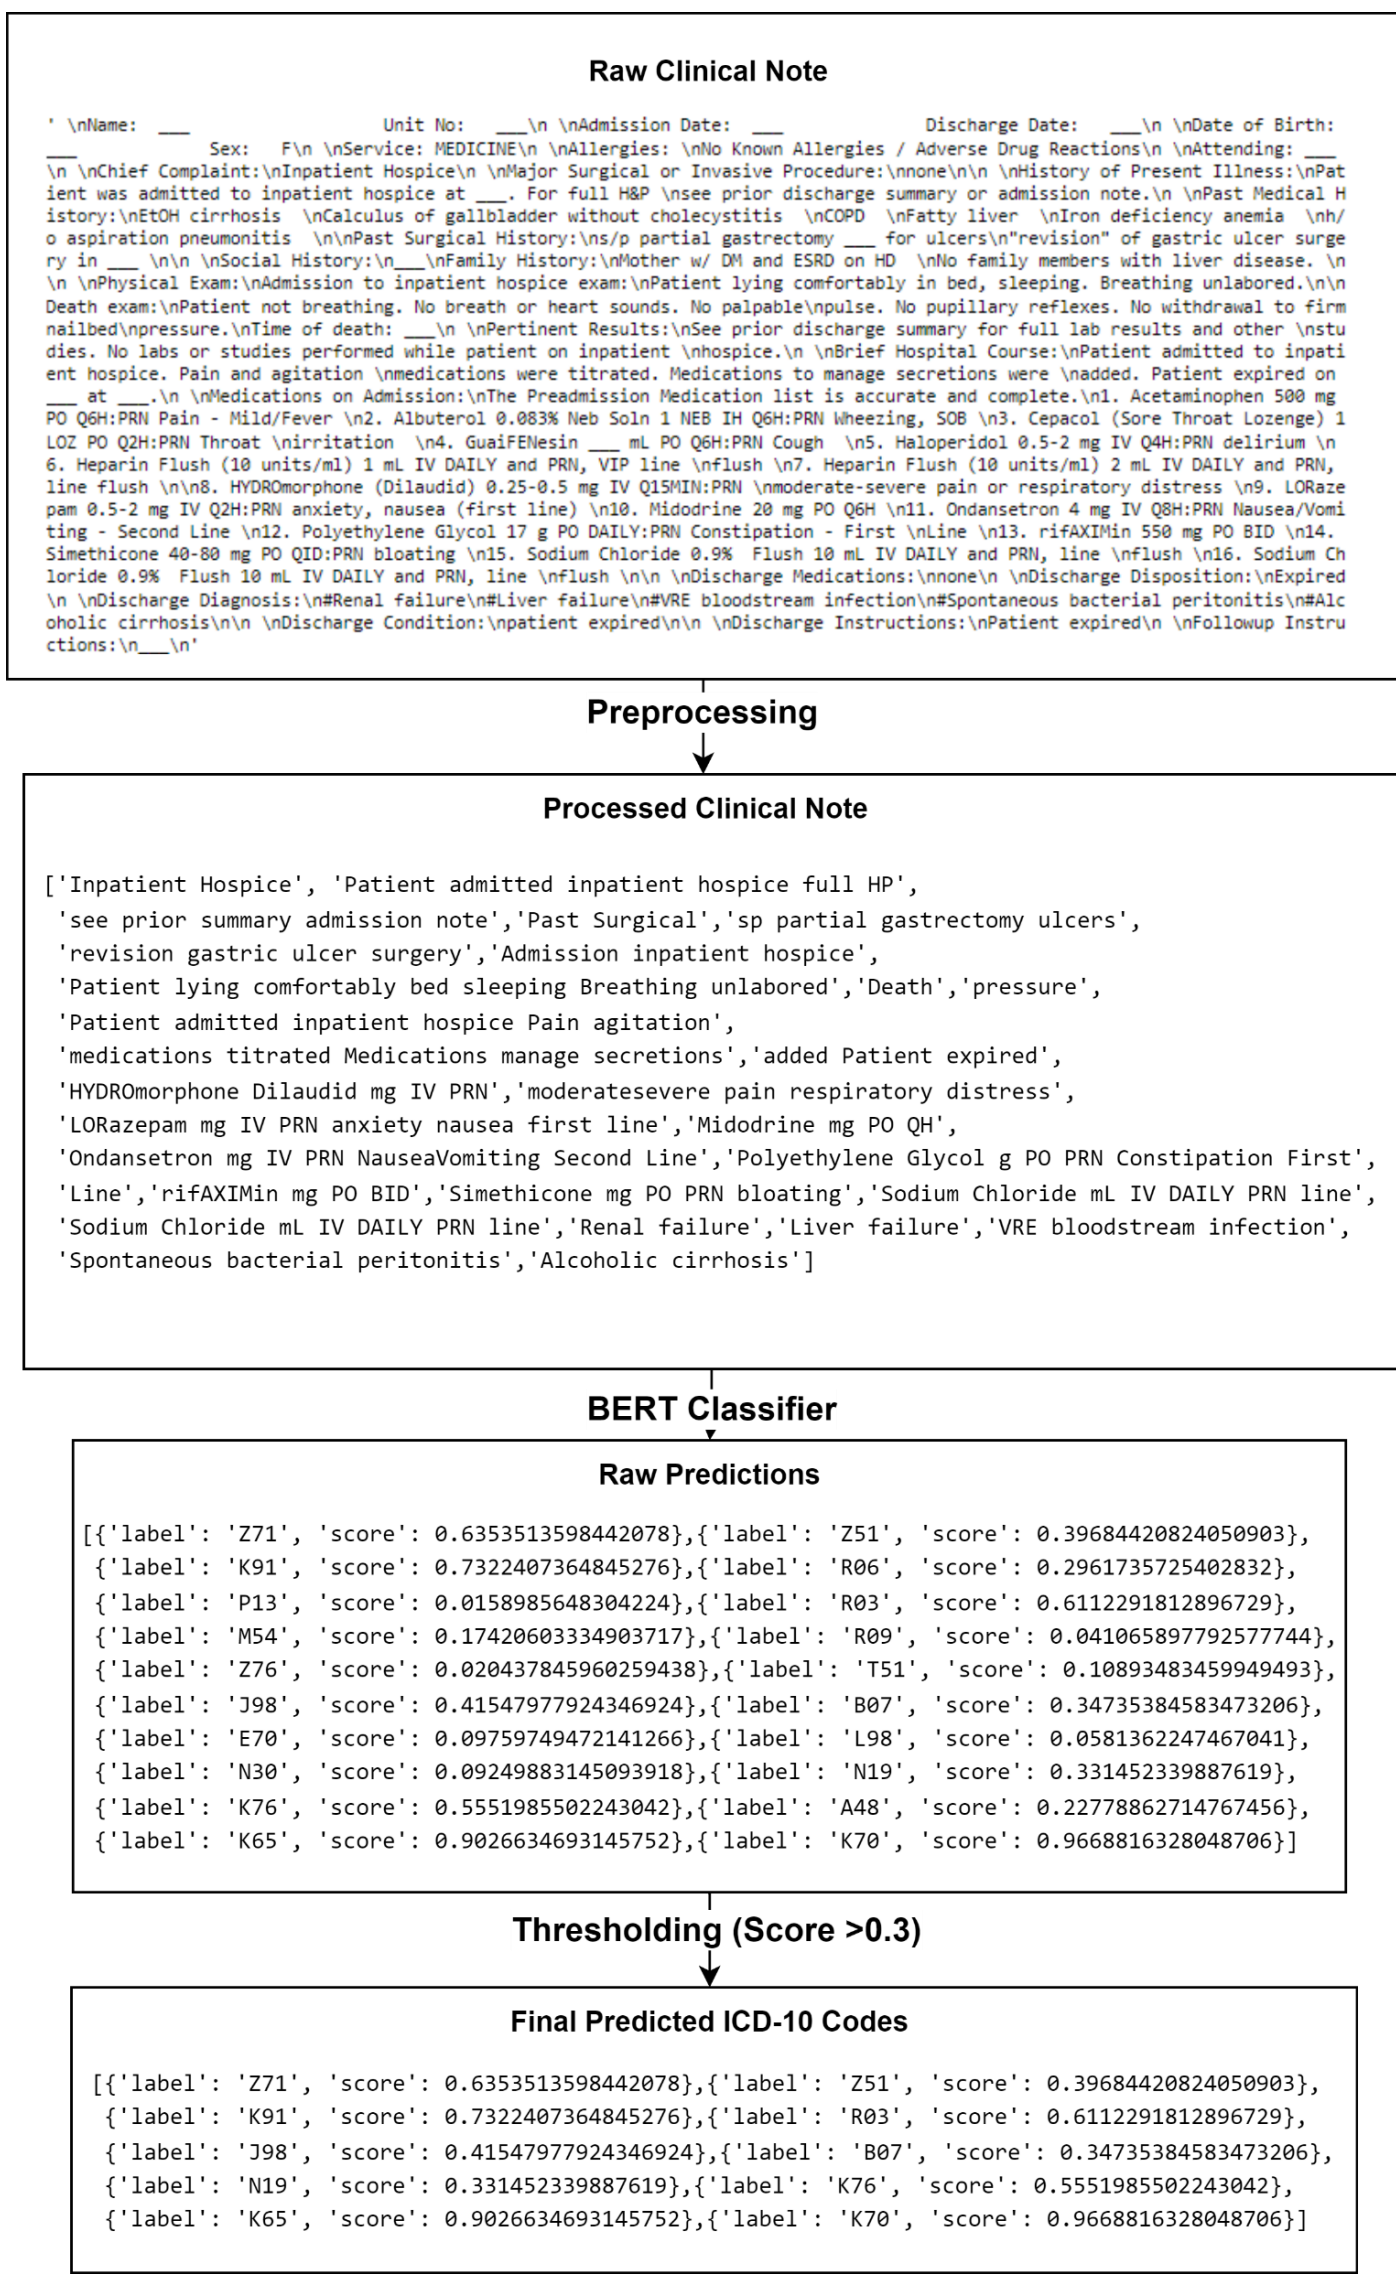 Raw Clinical Note
' \nName:  ___                     Unit No:   ___\n \nAdmission Date:  ___              Discharge Date:   ___\n \nDate of Birth:
___             Sex:   F\n \nService: MEDICINE\n \nAllergies: \nNo Known Allergies / Adverse Drug Reactions\n \nAttending: ___
\n \nChief Complaint:\nInpatient Hospice\n \nMajor Surgical or Invasive Procedure:\nnone\n\n \nHistory of Present Illness:\nPat
ient was admitted to inpatient hospice at ___. For full H&P \nsee prior discharge summary or admission note.\n \nPast Medical H
istory:\nEtOH cirrhosis  \nCalculus of gallbladder without cholecystitis  \nCOPD  \nFatty liver  \nIron deficiency anemia  \nh/
o aspiration pneumonitis  \n\nPast Surgical History:\ns/p partial gastrectomy ___ for ulcers\n"revision" of gastric ulcer surge
ry in ___ \n\n \nSocial History:\n___\nFamily History:\nMother w/ DM and ESRD on HD  \nNo family members with liver disease. \n
\n \nPhysical Exam:\nAdmission to inpatient hospice exam:\nPatient lying comfortably in bed, sleeping. Breathing unlabored.\n\n
Death exam:\nPatient not breathing. No breath or heart sounds. No palpable\npulse. No pupillary reflexes. No withdrawal to firm
nailbed\npressure.\nTime of death: ___\n \nPertinent Results:\nSee prior discharge summary for full lab results and other \nstu
dies. No labs or studies performed while patient on inpatient \nhospice.\n \nBrief Hospital Course:\nPatient admitted to inpati
ent hospice. Pain and agitation \nmedications were titrated. Medications to manage secretions were \nadded. Patient expired on
___ at ___.\n \nMedications on Admission:\nThe Preadmission Medication list is accurate and complete.\n1. Acetaminophen 500 mg
PO Q6H:PRN Pain - Mild/Fever \n2. Albuterol 0.083% Neb Soln 1 NEB IH Q6H:PRN Wheezing, SOB \n3. Cepacol (Sore Throat Lozenge) 1
LOZ PO Q2H:PRN Throat \nirritation  \n4. GuaiFENesin ___ mL PO Q6H:PRN Cough  \n5. Haloperidol 0.5-2 mg IV Q4H:PRN delirium \n
6. Heparin Flush (10 units/ml) 1 mL IV DAILY and PRN, VIP line \nflush \n7. Heparin Flush (10 units/ml) 2 mL IV DAILY and PRN,
line flush \n\n8. HYDROmorphone (Dilaudid) 0.25-0.5 mg IV Q15MIN:PRN \nmoderate-severe pain or respiratory distress \n9. LORaze
pam 0.5-2 mg IV Q2H:PRN anxiety, nausea (first line) \n10. Midodrine 20 mg PO Q6H \n11. Ondansetron 4 mg IV Q8H:PRN Nausea/Vomi
ting - Second Line \n12. Polyethylene Glycol 17 g PO DAILY:PRN Constipation - First \nLine \n13. rifAXIMin 550 mg PO BID \n14.
Simethicone 40-80 mg PO QID:PRN bloating \n15. Sodium Chloride 0.9%  Flush 10 mL IV DAILY and PRN, line \nflush \n16. Sodium Ch
loride 0.9%  Flush 10 mL IV DAILY and PRN, line \nflush \n\n \nDischarge Medications:\nnone\n \nDischarge Disposition:\nExpired
\n \nDischarge Diagnosis:\n#Renal failure\n#Liver failure\n#VRE bloodstream infection\n#Spontaneous bacterial peritonitis\n#Alc
oholic cirrhosis\n\n \nDischarge Condition:\npatient expired\n\n \nDischarge Instructions:\nPatient expired\n \nFollowup Instru
ctions:\n___\n'
Preprocessing
Processed Clinical Note
['Inpatient Hospice', 'Patient admitted inpatient hospice full HP',
'see prior summary admission note','Past Surgical','sp partial gastrectomy ulcers',
'revision gastric ulcer surgery','Admission inpatient hospice',
'Patient lying comfortably bed sleeping Breathing unlabored','Death','pressure',
'Patient admitted inpatient hospice Pain agitation',
'medications titrated Medications manage secretions','added Patient expired',
'HYDROmorphone Dilaudid mg IV PRN','moderatesevere pain respiratory distress',
'LORazepam mg IV PRN anxiety nausea first line','Midodrine mg PO QH',
'Ondansetron mg IV PRN NauseaVomiting Second Line','Polyethylene Glycol g PO PRN Constipation First',
'Line','rifAXIMin mg PO BID','Simethicone mg PO PRN bloating','Sodium Chloride mL IV DAILY PRN line',
'Sodium Chloride mL IV DAILY PRN line','Renal failure','Liver failure','VRE bloodstream infection',
'Spontaneous bacterial peritonitis','Alcoholic cirrhosis']
BERT Classifier
Raw Predictions
[{'label': 'Z71', 'score': 0.6353513598442078},{'label': 'Z51', 'score': 0.39684420824050903},
{'label': 'K91', 'score': 0.7322407364845276},{'label': 'R06', 'score': 0.2961735725402832},
{'label': 'P13', 'score': 0.0158985648304224},{'label': 'R03', 'score': 0.6112291812896729},
{'label': 'M54', 'score': 0.17420603334903717},{'label': 'R09', 'score': 0.041065897792577744},
{'label': 'Z76', 'score': 0.020437845960259438},{'label': 'T51', 'score': 0.10893483459949493},
{'label': 'J98', 'score': 0.41547977924346924},{'label': 'B07', 'score': 0.34735384583473206},
{'label': 'E70', 'score': 0.09759749472141266},{'label': 'L98', 'score': 0.0581362247467041},
{'label': 'N30', 'score': 0.09249883145093918},{'label': 'N19', 'score': 0.331452339887619},
{'label': 'K76', 'score': 0.5551985502243042},{'label': 'A48', 'score': 0.22778862714767456},
{'label': 'K65', 'score': 0.9026634693145752},{'label': 'K70', 'score': 0.9668816328048706}]
Thresholding (Score >0.3)
Final Predicted ICD-10 Codes
[{'label': 'Z71', 'score': 0.6353513598442078},{'label': 'Z51', 'score': 0.39684420824050903},
{'label': 'K91', 'score': 0.7322407364845276},{'label': 'R03', 'score': 0.6112291812896729},
{'label': 'J98', 'score': 0.41547977924346924},{'label': 'B07', 'score': 0.34735384583473206},
{'label': 'N19', 'score': 0.331452339887619},{'label': 'K76', 'score': 0.5551985502243042},
{'label': 'K65', 'score': 0.9026634693145752},{'label': 'K70', 'score': 0.9668816328048706}]